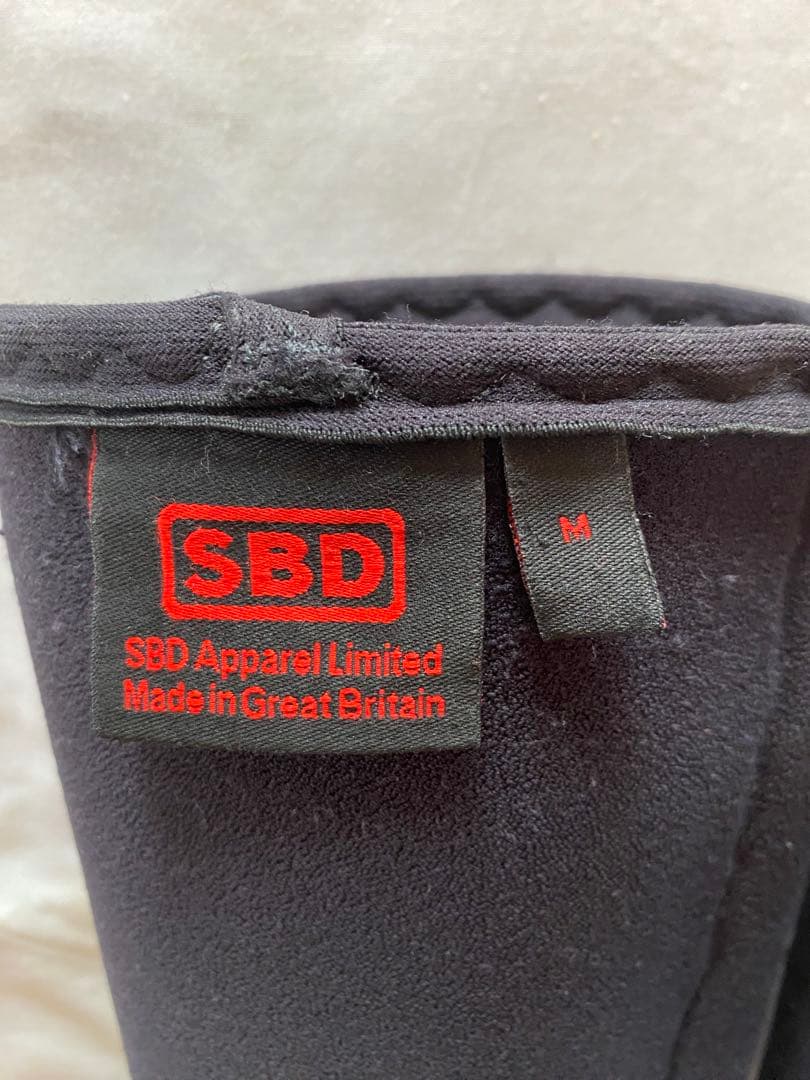 SBD
SBD Apparel Limited
Made in Great Britain
M